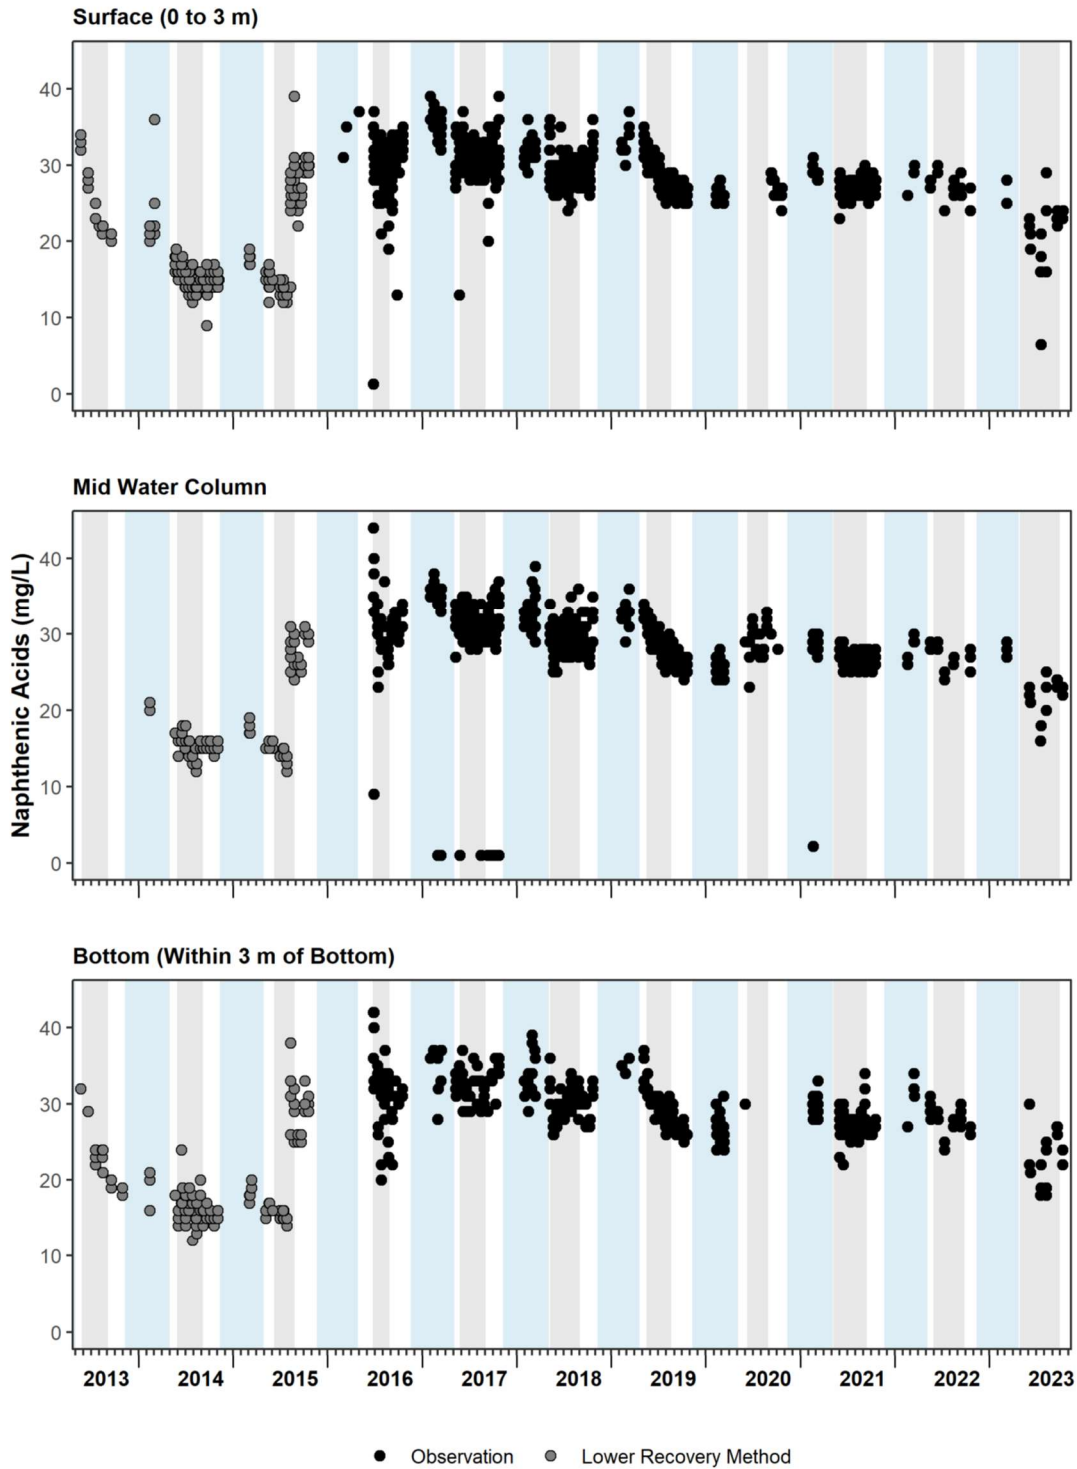 Surface (0 to 3 m)
40
30
20
10
0
Mid Water Column
Naphthenic Acids (mg/L)
40
30
20
10
0
Bottom (Within 3 m of Bottom)
40
30
20
10
0
2013 2014 2015 2016 2017 2018 2019 2020 2021 2022 2023
Observation Lower Recovery Method